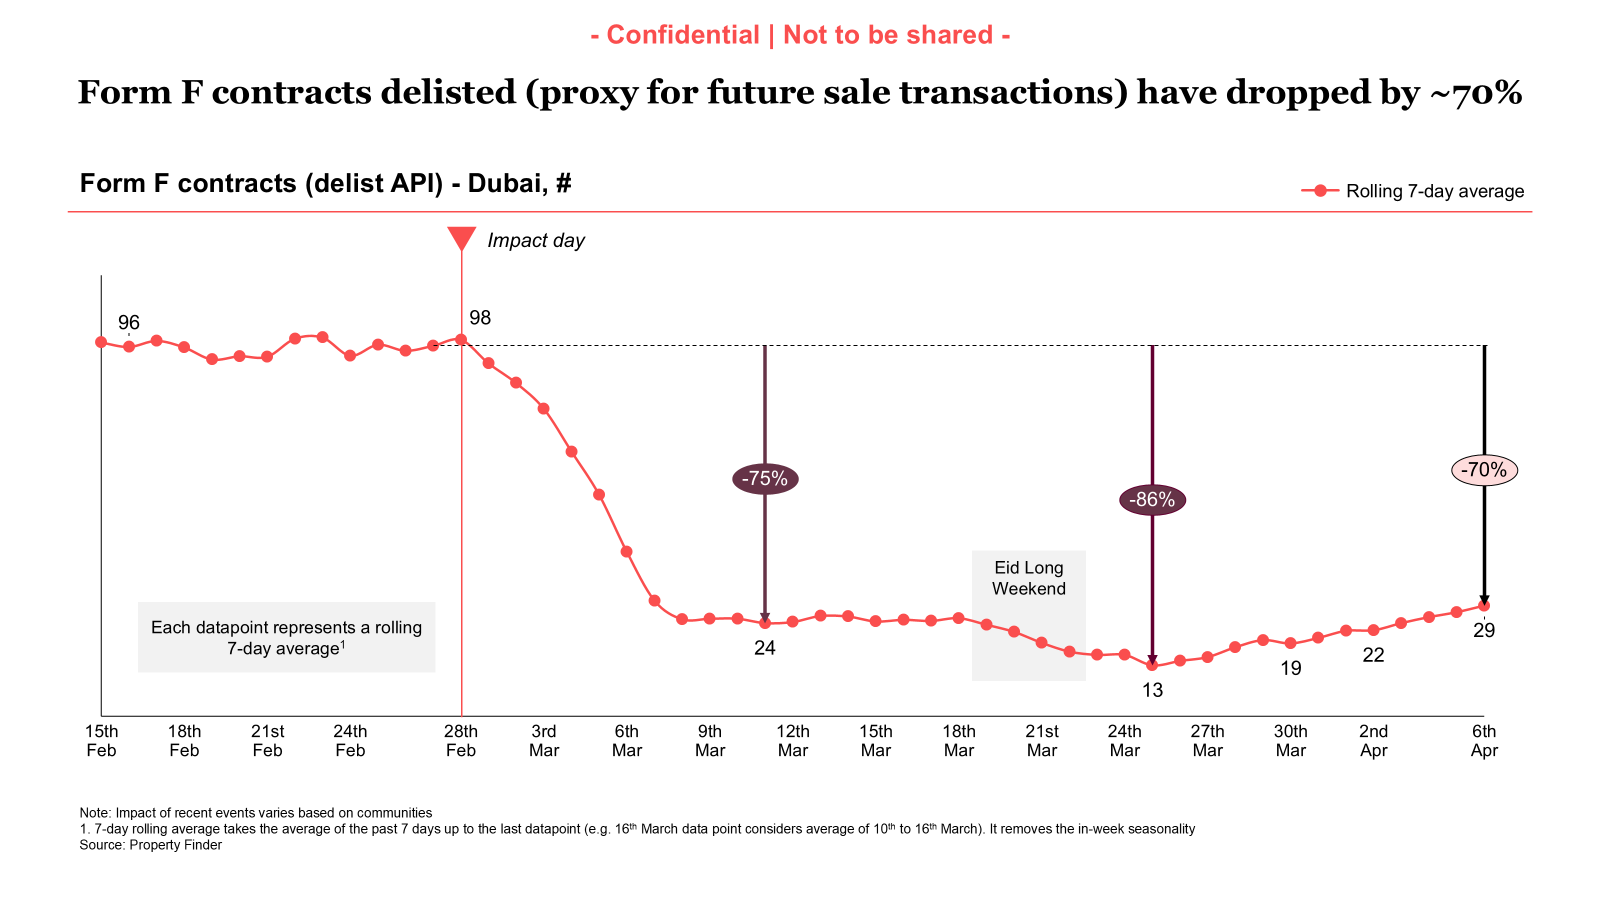 - Confidential | Not to be shared -
Form F contracts delisted (proxy for future sale transactions) have dropped by ~70%
Form F contracts (delist API) - Dubai, #
Rolling 7-day average
Impact day
96
98
-75%
-86%
-70%
Eid Long
Weekend
Each datapoint represents a rolling
7-day average¹
24
13
19
22
29
15th
Feb
18th
Feb
21st
Feb
24th
Feb
28th
Feb
3rd
Mar
6th
Mar
9th
Mar
12th
Mar
15th
Mar
18th
Mar
21st
Mar
24th
Mar
27th
Mar
30th
Mar
2nd
Apr
6th
Apr
Note: Impact of recent events varies based on communities
1. 7-day rolling average takes the average of the past 7 days up to the last datapoint (e.g. 16th March data point considers average of 10th to 16th March). It removes the in-week seasonality
Source: Property Finder